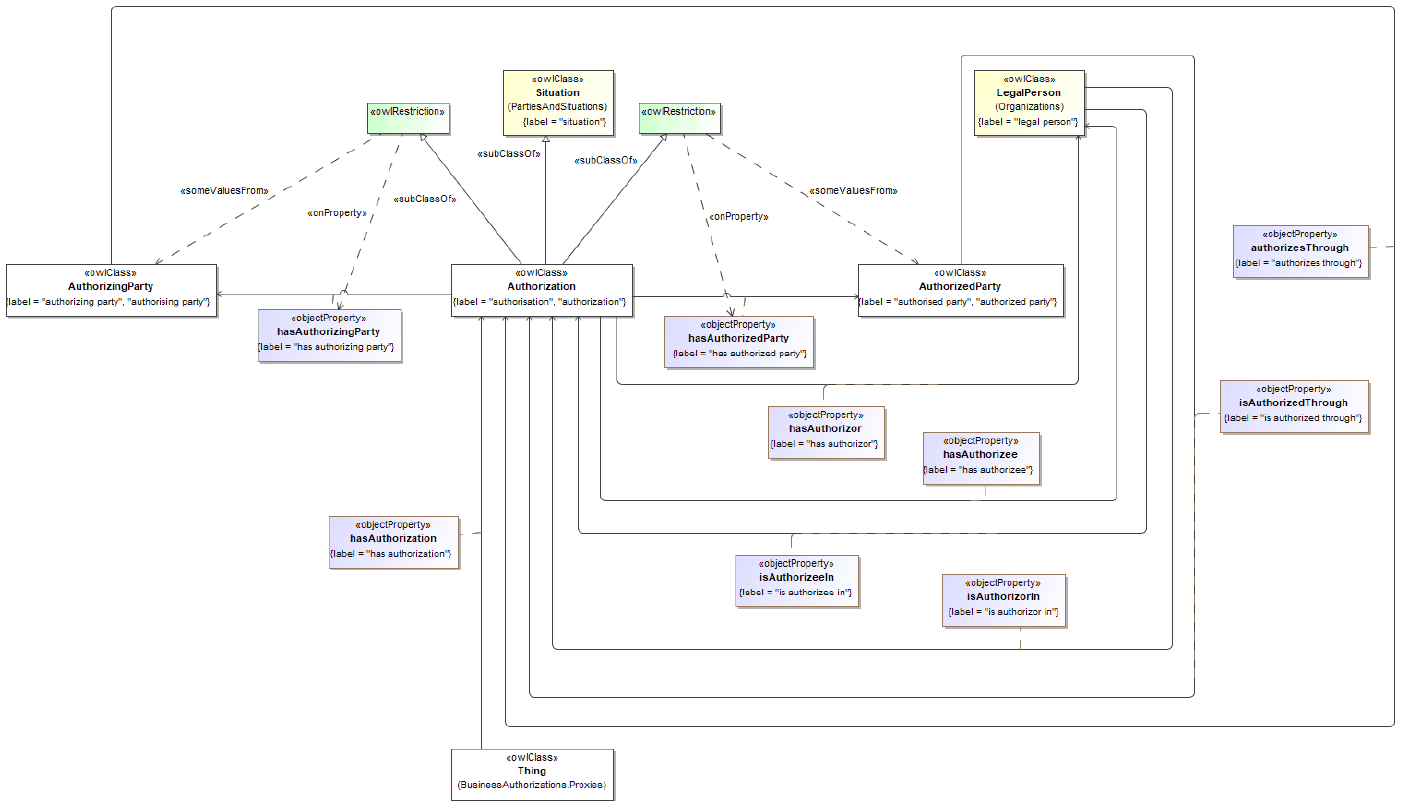 «owlClass»
Situation
(PartiesAndSituations)
{label = "situation"}
«owlClass»
LegalPerson
(Organizations)
{label = "legal person"}
«owlRestriction»
«owlRestriction»
«subClassOf»
«subClassOf»
«someValuesFrom»
«subClassOf»
«someValuesFrom»
«onProperty»
«onProperty»
«objectProperty»
authorizesThrough
{label = "authorizes through"}
«owlClass»
AuthorizingParty
{label = "authorizing party", "authorising party"}
«owlClass»
Authorization
{label = "authorisation", "authorization"}
«owlClass»
AuthorizedParty
{label = "authorised party", "authorized party"}
«objectProperty»
hasAuthorizingParty
{label = "has authorizing party"}
«objectProperty»
hasAuthorizedParty
{label = "has authorized party"}
«objectProperty»
isAuthorizedThrough
{label = "is authorized through"}
«objectProperty»
hasAuthorizor
{label = "has authorizor"}
«objectProperty»
hasAuthorizee
{label = "has authorizee"}
«objectProperty»
hasAuthorization
{label = "has authorization"}
«objectProperty»
isAuthorizeeIn
{label = "is authorizee in"}
«objectProperty»
isAuthorizorIn
{label = "is authorizor in"}
«owlClass»
Thing
(BusinessAuthorizations.Proxies)